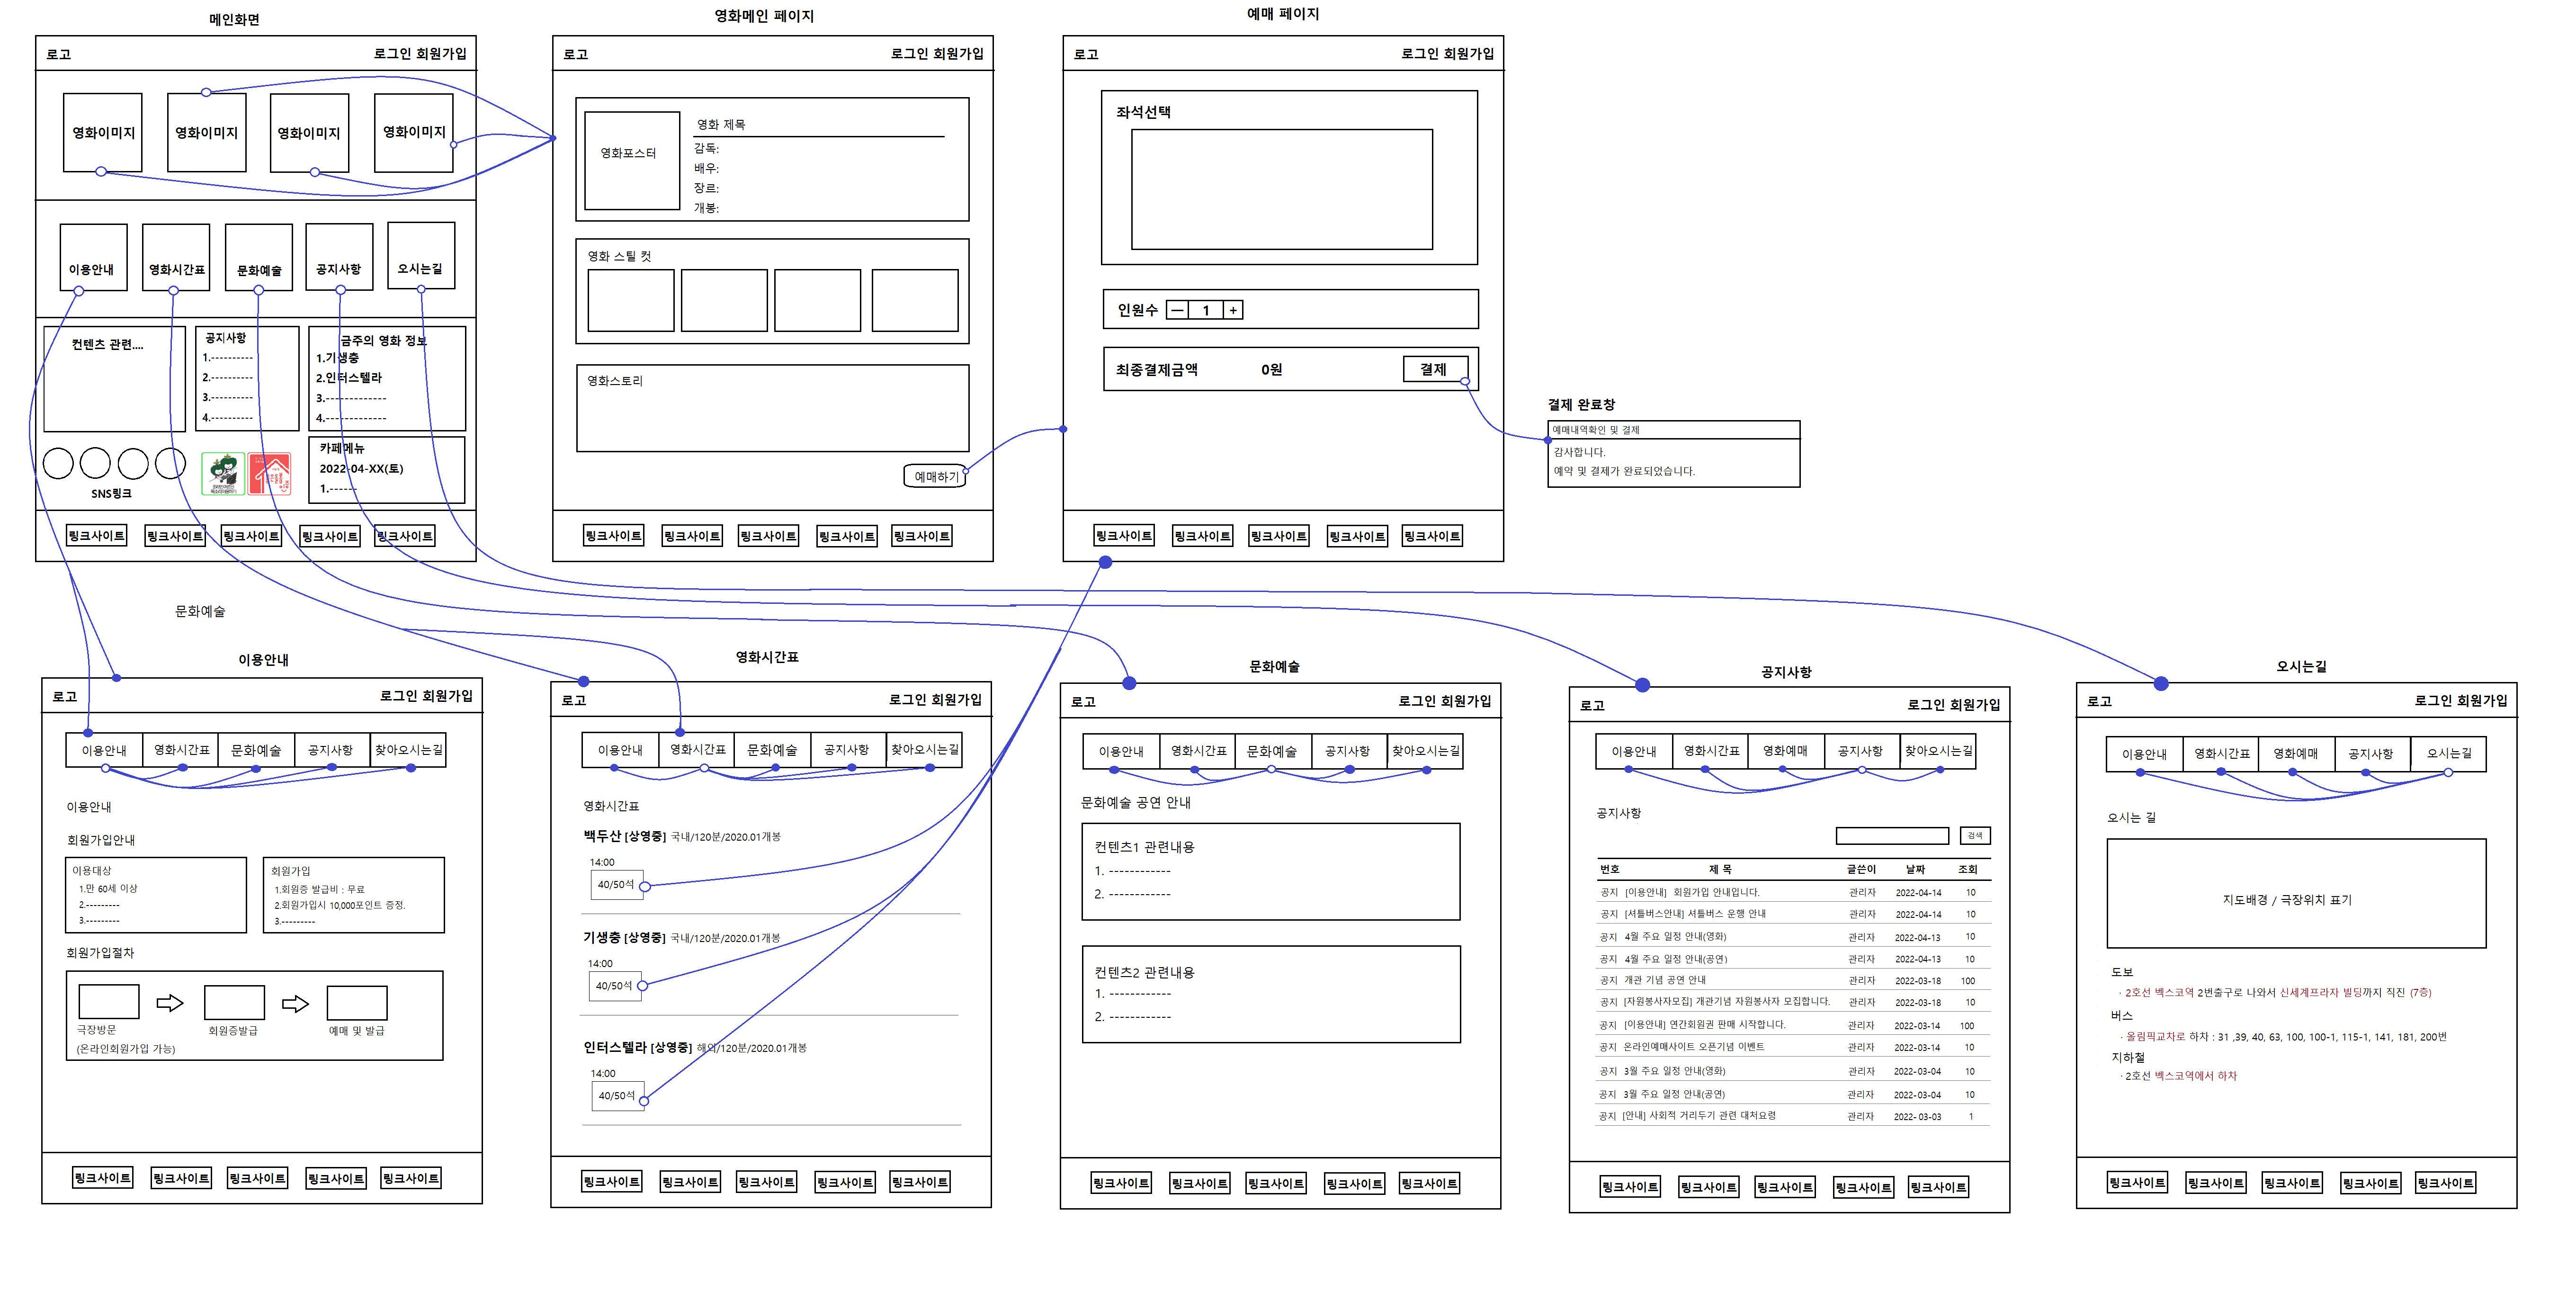 메인화면
로고 로그인 회원가입
영화이미지 영화이미지 영화이미지 영화이미지
이용안내 영화시간표 문화예술 공지사항 오시는길
컨텐츠 관련....
공지사항
1.----------
2.----------
3.----------
4.----------
금주의 영화 정보
1.기생충
2.인터스텔라
3.-------------
4.-------------
SNS링크
카페메뉴
2022-04-XX(토)
1.------
링크사이트 링크사이트 링크사이트 링크사이트 링크사이트
영화메인 페이지
로고 로그인 회원가입
영화포스터
영화 제목
감독:
배우:
장르:
개봉:
영화 스틸 컷
영화스토리
예매하기
링크사이트 링크사이트 링크사이트 링크사이트 링크사이트
예매 페이지
로고 로그인 회원가입
좌석선택
인원수 — 1 +
최종결제금액 0원 결제
링크사이트 링크사이트 링크사이트 링크사이트 링크사이트
결제 완료창
예매내역확인 및 결제
감사합니다.
예약 및 결제가 완료되었습니다.
문화예술
이용안내
로고 로그인 회원가입
이용안내 영화시간표 문화예술 공지사항 찾아오시는길
이용안내
회원가입안내
이용대상
1.만 60세 이상
2.---------
3.---------
회원가입
1.회원증 발급비 : 무료
2.회원가입시 10,000포인트 증정.
3.---------
회원가입절차
극장방문 회원증발급 예매 및 발급
(온라인회원가입 가능)
링크사이트 링크사이트 링크사이트 링크사이트 링크사이트
영화시간표
로고 로그인 회원가입
이용안내 영화시간표 문화예술 공지사항 찾아오시는길
영화시간표
백두산 [상영중] 국내/120분/2020.01개봉
14:00
40/50석
기생충 [상영중] 국내/120분/2020.01개봉
14:00
40/50석
인터스텔라 [상영중] 해외/120분/2020.01개봉
14:00
40/50석
링크사이트 링크사이트 링크사이트 링크사이트 링크사이트
문화예술
로고 로그인 회원가입
이용안내 영화시간표 문화예술 공지사항 찾아오시는길
문화예술 공연 안내
컨텐츠1 관련내용
1. ------------
2. ------------
컨텐츠2 관련내용
1. ------------
2. ------------
링크사이트 링크사이트 링크사이트 링크사이트 링크사이트
공지사항
로고 로그인 회원가입
이용안내 영화시간표 영화예매 공지사항 찾아오시는길
공지사항
검색
번호 제 목 글쓴이 날짜 조회
공지 [이용안내] 회원가입 안내입니다. 관리자 2022-04-14 10
공지 [셔틀버스안내] 셔틀버스 운행 안내 관리자 2022-04-14 10
공지 4월 주요 일정 안내(영화) 관리자 2022-04-13 10
공지 4월 주요 일정 안내(공연) 관리자 2022-04-13 10
공지 개관 기념 공연 안내 관리자 2022-03-18 100
공지 [자원봉사자모집] 개관기념 자원봉사자 모집합니다. 관리자 2022-03-18 10
공지 [이용안내] 연간회원권 판매 시작합니다. 관리자 2022-03-14 100
공지 온라인예매사이트 오픈기념 이벤트 관리자 2022-03-14 10
공지 3월 주요 일정 안내(영화) 관리자 2022-03-04 10
공지 3월 주요 일정 안내(공연) 관리자 2022-03-04 10
공지 [안내] 사회적 거리두기 관련 대처요령 관리자 2022-03-03 1
링크사이트 링크사이트 링크사이트 링크사이트 링크사이트
오시는길
로고 로그인 회원가입
이용안내 영화시간표 영화예매 공지사항 오시는길
오시는 길
지도배경 / 극장위치 표기
도보
· 2호선 벡스코역 2번출구로 나와서 신세계프라자 빌딩까지 직진 (7층)
버스
· 올림픽교차로 하차 : 31 ,39, 40, 63, 100, 100-1, 115-1, 141, 181, 200번
지하철
· 2호선 벡스코역에서 하차
링크사이트 링크사이트 링크사이트 링크사이트 링크사이트